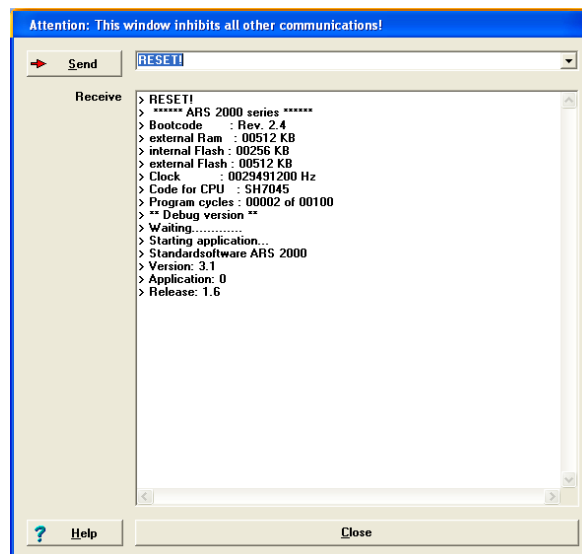 Attention: This window inhibits all other communications!
Send
RESET!
Receive
> RESET!
> ****** ARS 2000 series ******
> Bootcode : Rev. 2.4
> external Ram : 00512 KB
> internal Flash : 00256 KB
> external Flash : 00512 KB
> Clock : 0029491200 Hz
> Code for CPU : SH7045
> Program cycles : 00002 of 00100
> ** Debug version **
> Waiting.............
> Starting application...
> Standardsoftware ARS 2000
> Version: 3.1
> Application: 0
> Release: 1.6
? Help
Close